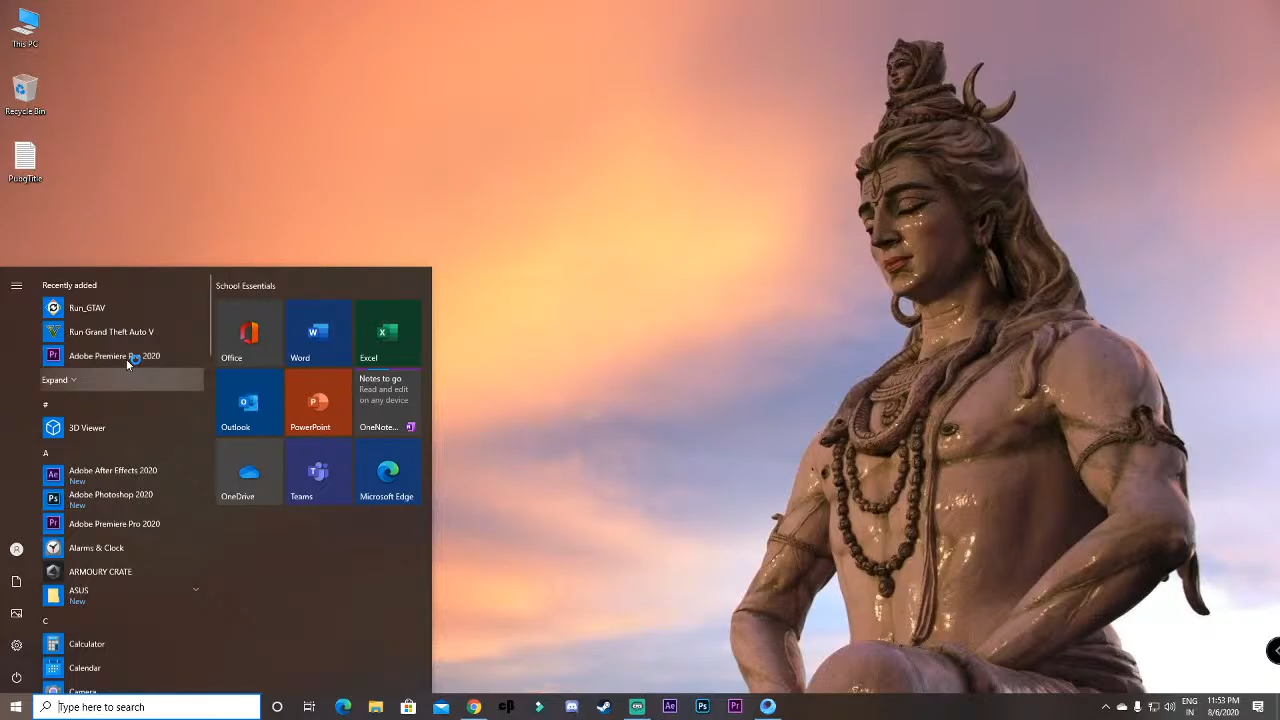 This PC
Recycle Bin
PubgTitle
Recently added
Run_GTAV
Run Grand Theft Auto V
Adobe Premiere Pro 2020
Expand
#
3D Viewer
A
Adobe After Effects 2020
New
Adobe Photoshop 2020
New
Adobe Premiere Pro 2020
Alarms & Clock
ARMOURY CRATE
ASUS
New
C
Calculator
Calendar
Camera
School Essentials
Office
Word
Excel
Outlook
PowerPoint
Notes to go
Read and edit
on any device
OneNote...
OneDrive
Teams
Microsoft Edge
Type here to search
ENG
IN
11:53 PM
8/6/2020